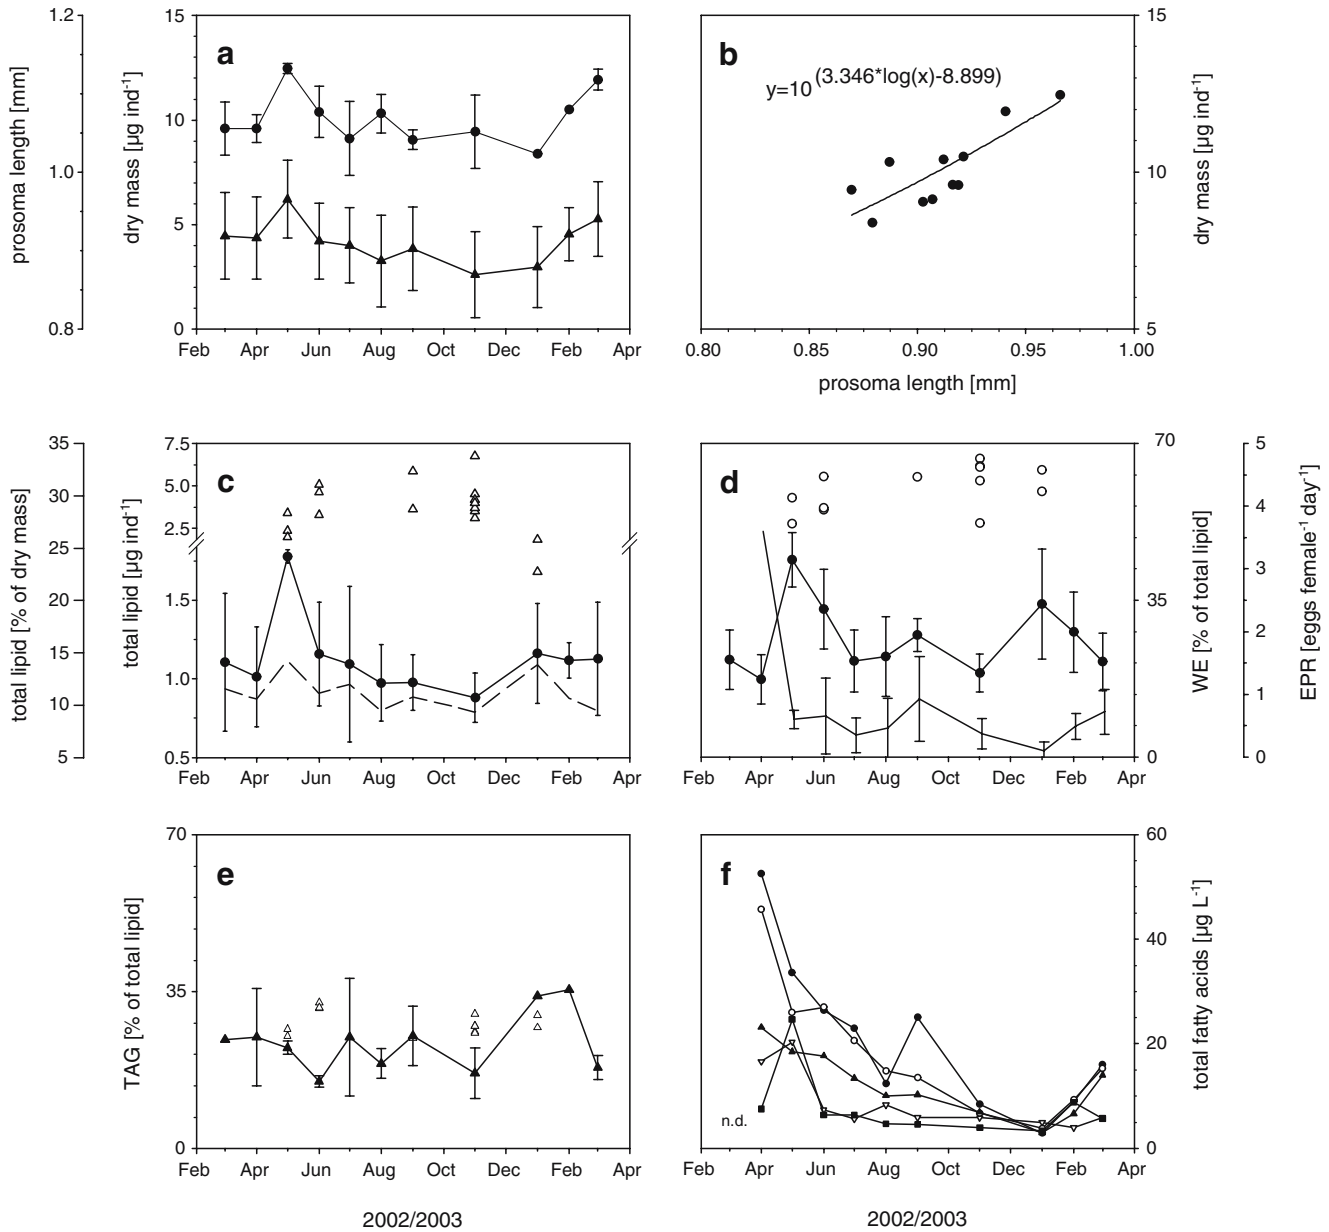 1.2
15
a
prosoma length [mm]
1.0
dry mass [µg ind-1]
10
5
0.8
0
Feb Apr Jun Aug Oct Dec Feb Apr
b
y=10(3.346*log(x)-8.899)
15
10
5
dry mass [µg ind-1]
0.80 0.85 0.90 0.95 1.00
prosoma length [mm]
35
30
25
20
15
10
5
total lipid [% of dry mass]
total lipid [µg ind-1]
7.5
5.0
2.5
1.5
1.0
0.5
c
Feb Apr Jun Aug Oct Dec Feb Apr
d
70
35
0
WE [% of total lipid]
5
4
3
2
1
0
EPR [eggs female-1 day-1]
Feb Apr Jun Aug Oct Dec Feb Apr
70
35
0
TAG [% of total lipid]
e
Feb Apr Jun Aug Oct Dec Feb Apr
2002/2003
f
n.d.
60
40
20
0
total fatty acids [µg L-1]
Feb Apr Jun Aug Oct Dec Feb Apr
2002/2003